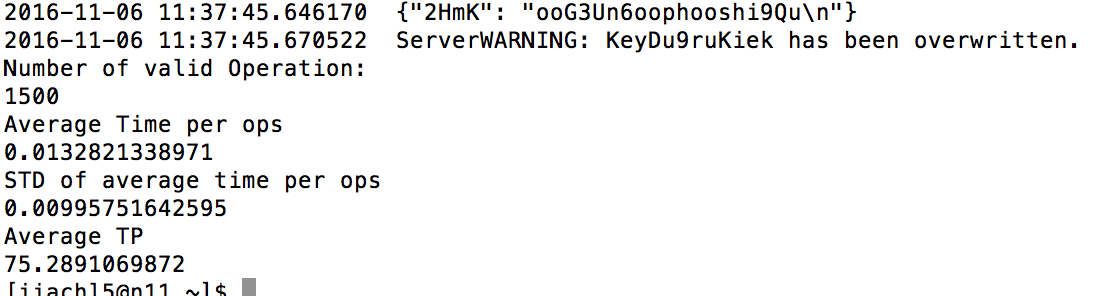 2016-11-06 11:37:45.646170  {"2HmK": "ooG3Un6oophooshi9Qu\n"}
2016-11-06 11:37:45.670522  ServerWARNING: KeyDu9ruKiek has been overwritten.
Number of valid Operation:
1500
Average Time per ops
0.0132821338971
STD of average time per ops
0.00995751642595
Average TP
75.2891069872
[jjachl5@n11 ~]$